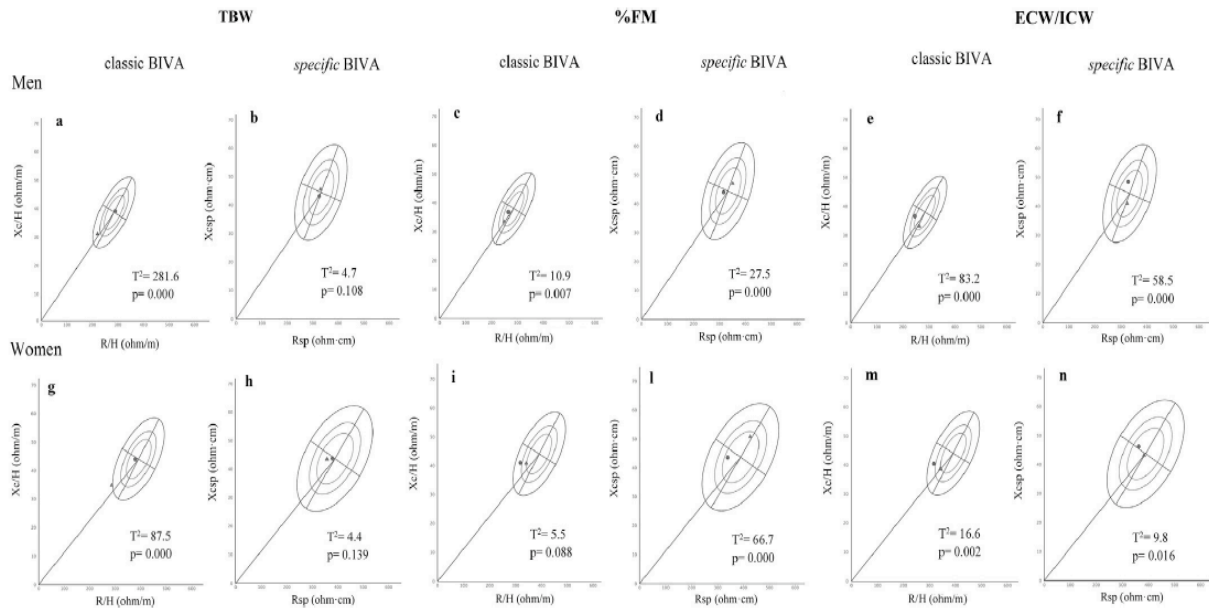 TBW %FM ECW/ICW
classic BIVA specific BIVA classic BIVA specific BIVA classic BIVA specific BIVA
Men
a
Xc/H (ohm/m)
T²= 281.6
p= 0.000
R/H (ohm/m)
b
Xcsp (ohm·cm)
T²= 4.7
p= 0.108
Rsp (ohm·cm)
c
Xc/H (ohm/m)
T²= 10.9
p= 0.007
R/H (ohm/m)
d
Xcsp (ohm·cm)
T²= 27.5
p= 0.000
Rsp (ohm·cm)
e
Xc/H (ohm/m)
T²= 83.2
p= 0.000
R/H (ohm/m)
f
Xcsp (ohm·cm)
T²= 58.5
p= 0.000
Rsp (ohm·cm)
Women
g
Xc/H (ohm/m)
T²= 87.5
p= 0.000
R/H (ohm/m)
h
Xcsp (ohm·cm)
T²= 4.4
p= 0.139
Rsp (ohm·cm)
i
Xc/H (ohm/m)
T²= 5.5
p= 0.088
R/H (ohm/m)
l
Xcsp (ohm·cm)
T²= 66.7
p= 0.000
Rsp (ohm·cm)
m
Xc/H (ohm/m)
T²= 16.6
p= 0.002
R/H (ohm/m)
n
Xcsp (ohm·cm)
T²= 9.8
p= 0.016
Rsp (ohm·cm)